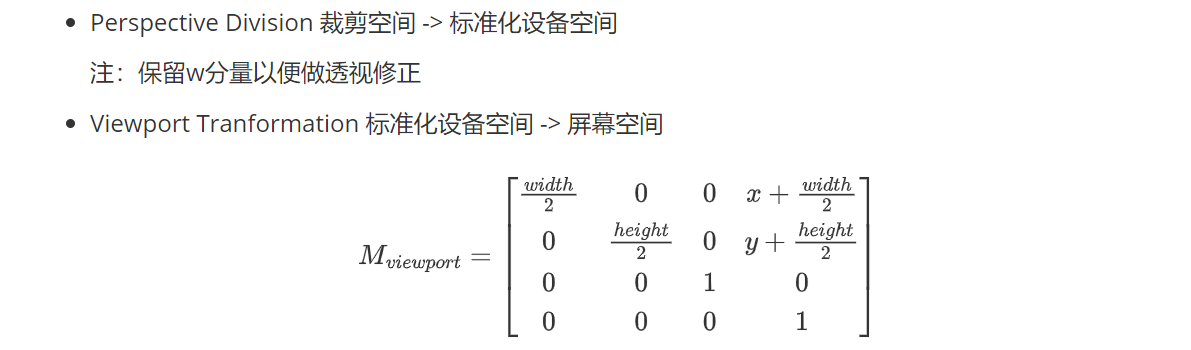 • Perspective Division 裁剪空间 -> 标准化设备空间
注：保留w分量以便做透视修正
• Viewport Tranformation 标准化设备空间 -> 屏幕空间
M_{viewport} = \begin{bmatrix} \frac{width}{2} & 0 & 0 & x + \frac{width}{2} \\ 0 & \frac{height}{2} & 0 & y + \frac{height}{2} \\ 0 & 0 & 1 & 0 \\ 0 & 0 & 0 & 1 \end{bmatrix}